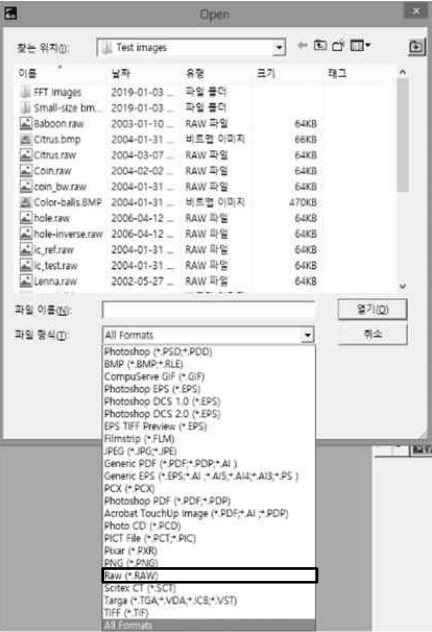 Open
찾는 위치(I): Test images
이름 날짜 유형 크기 태그
FFT Images 2019-01-03 ... 파일 폴더
Small-size bm... 2019-01-03 ... 파일 폴더
Baboon.raw 2003-01-10 ... RAW 파일 64KB
Citrus.bmp 2004-01-31 ... 비트맵 이미지 66KB
Citrus.raw 2004-03-07 ... RAW 파일 64KB
Coin.raw 2004-02-02 ... RAW 파일 64KB
coin_bw.raw 2004-01-31 ... RAW 파일 64KB
Color-balls.BMP 2004-01-31 ... 비트맵 이미지 470KB
hole.raw 2006-04-12 ... RAW 파일 64KB
hole-inverse.raw 2006-04-12 ... RAW 파일 64KB
ic_ref.raw 2004-01-31 ... RAW 파일 64KB
ic_test.raw 2004-01-31 ... RAW 파일 64KB
Lenna.raw 2002-05-27 ... RAW 파일 64KB
파일 이름(N): 열기(O)
파일 형식(T): All Formats 취소
Photoshop (*.PSD;*.PDD)
BMP (*.BMP;*.RLE)
CompuServe GIF (*.GIF)
Photoshop EPS (*.EPS)
Photoshop DCS 1.0 (*.EPS)
Photoshop DCS 2.0 (*.EPS)
EPS TIFF Preview (*.EPS)
Filmstrip (*.FLM)
JPEG (*.JPG;*.JPE)
Generic PDF (*.PDF;*.PDP;*.AI )
Generic EPS (*.EPS;*.AI ;*.AI5;*.AI4;*.AI3;*.PS )
PCX (*.PCX)
Photoshop PDF (*.PDF;*.PDP)
Acrobat TouchUp Image (*.PDF;*.AI ;*.PDP)
Photo CD (*.PCD)
PICT File (*.PCT;*.PIC)
Pixar (*.PXR)
PNG (*.PNG)
Raw (*.RAW)
Scitex CT (*.SCT)
Targa (*.TGA;*.VDA;*.ICB;*.VST)
TIFF (*.TIF)
All Formats